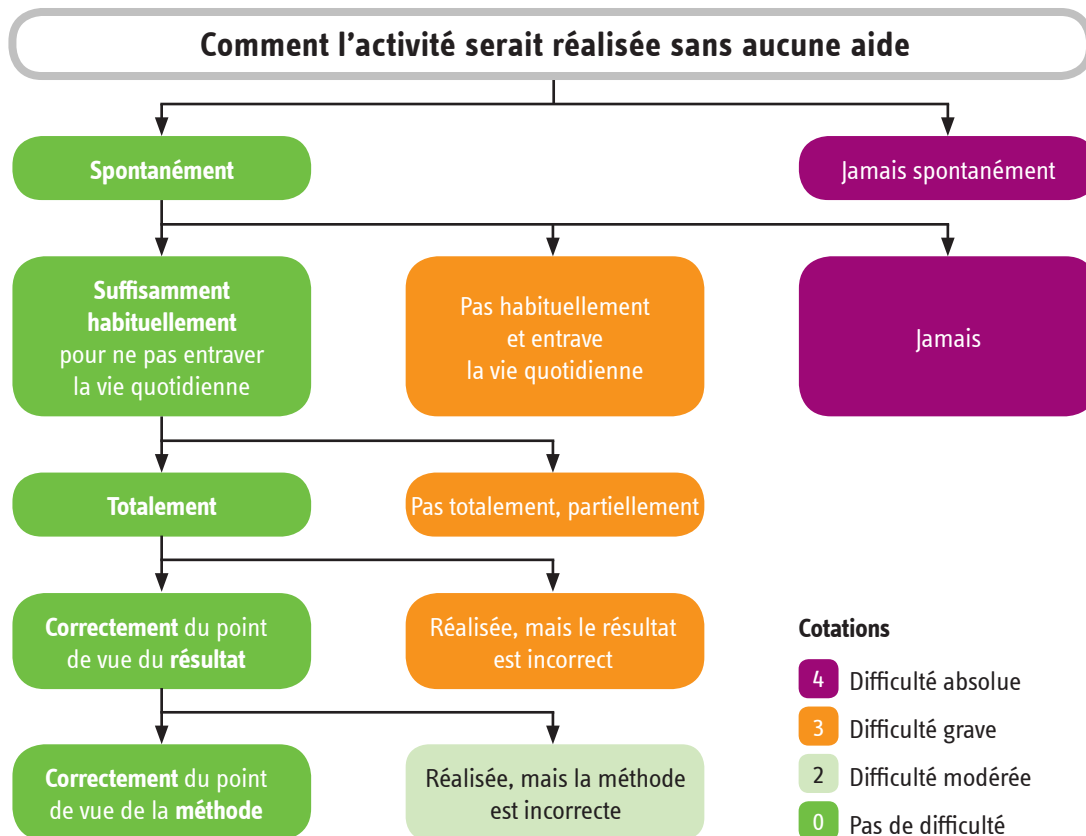 Comment l'activité serait réalisée sans aucune aide
Spontanément
Jamais spontanément
Suffisamment
habituellement
pour ne pas entraver
la vie quotidienne
Pas habituellement
et entrave
la vie quotidienne
Jamais
Totalement
Pas totalement, partiellement
Correctement du point
de vue du résultat
Réalisée, mais le résultat
est incorrect
Correctement du point
de vue de la méthode
Réalisée, mais la méthode
est incorrecte
Cotations
4 Difficulté absolue
3 Difficulté grave
2 Difficulté modérée
0 Pas de difficulté